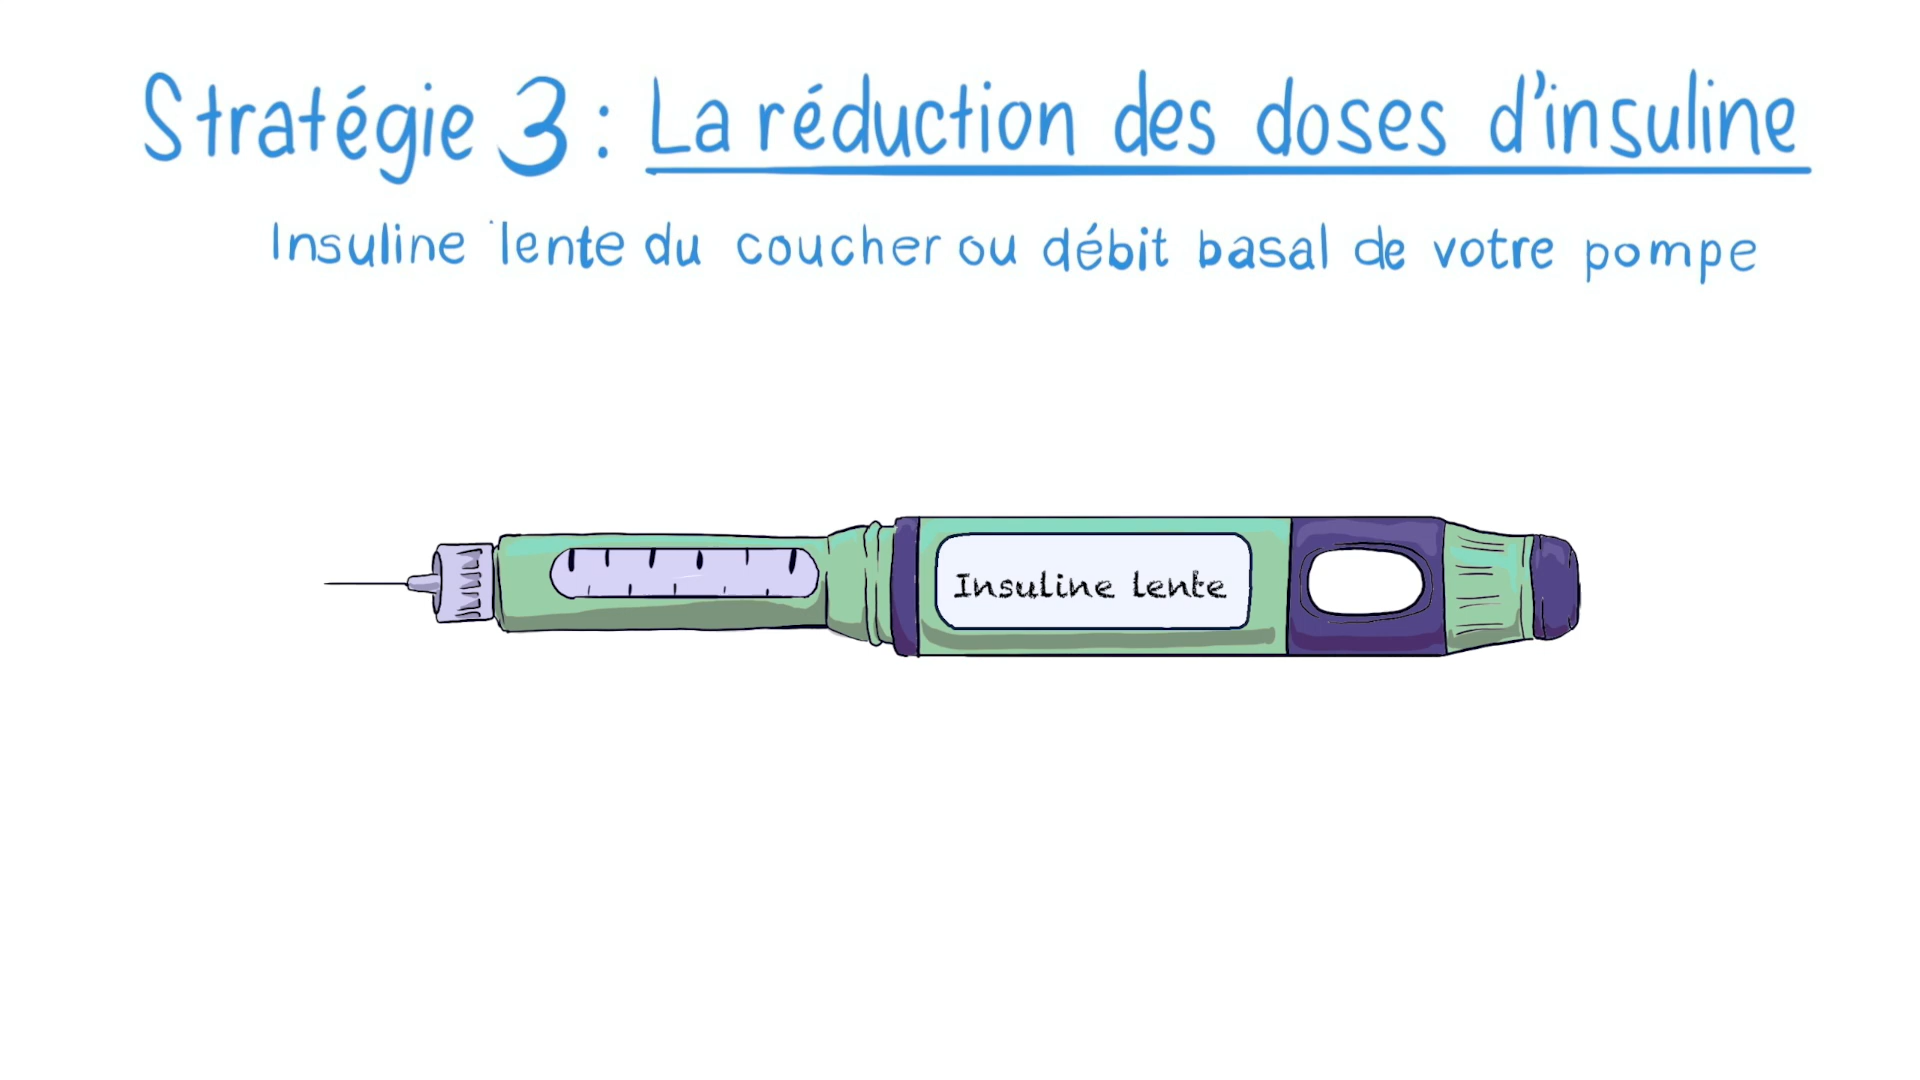 Stratégie 3 : La réduction des doses d'insuline
Insuline lente du coucher ou débit basal de votre pompe
Insuline lente